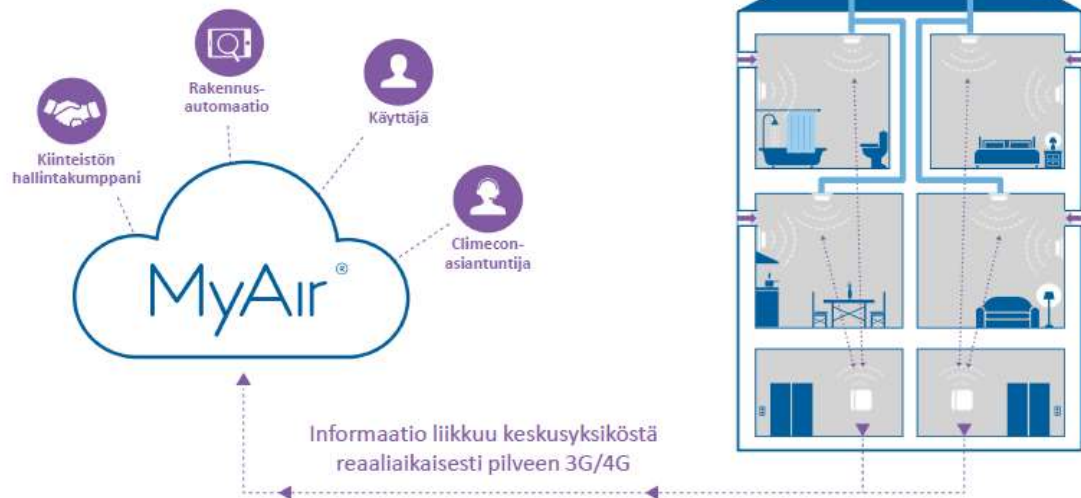 Rakennus-
automaatio
Käyttäjä
Kiinteistön
hallintakumppani
Climecon-
asiantuntija
MyAir®
Informaatio liikkuu keskusyksiköstä
reaaliaikaisesti pilveen 3G/4G